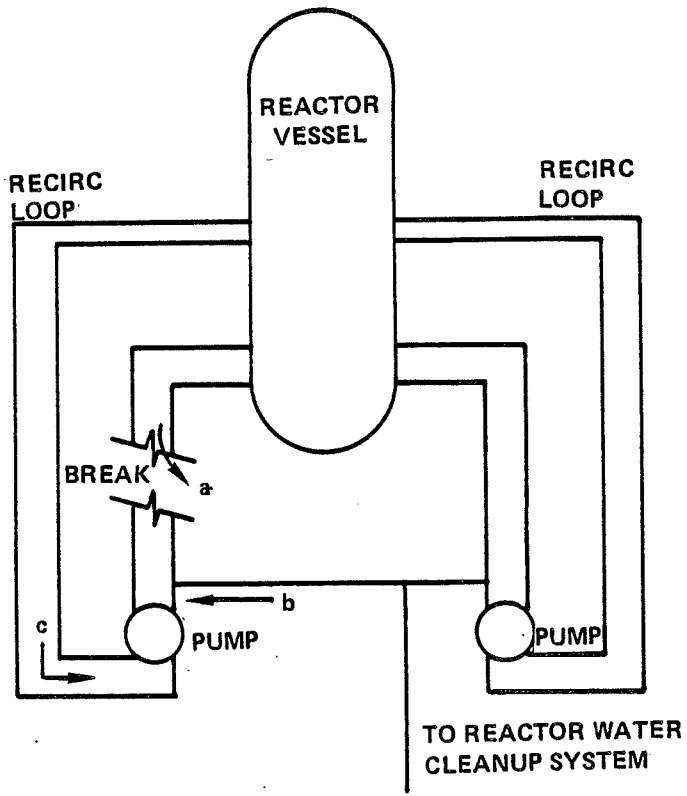 REACTOR
VESSEL
RECIRC
LOOP
RECIRC
LOOP
BREAK
a
b
c
PUMP
PUMP
TO REACTOR WATER
CLEANUP SYSTEM